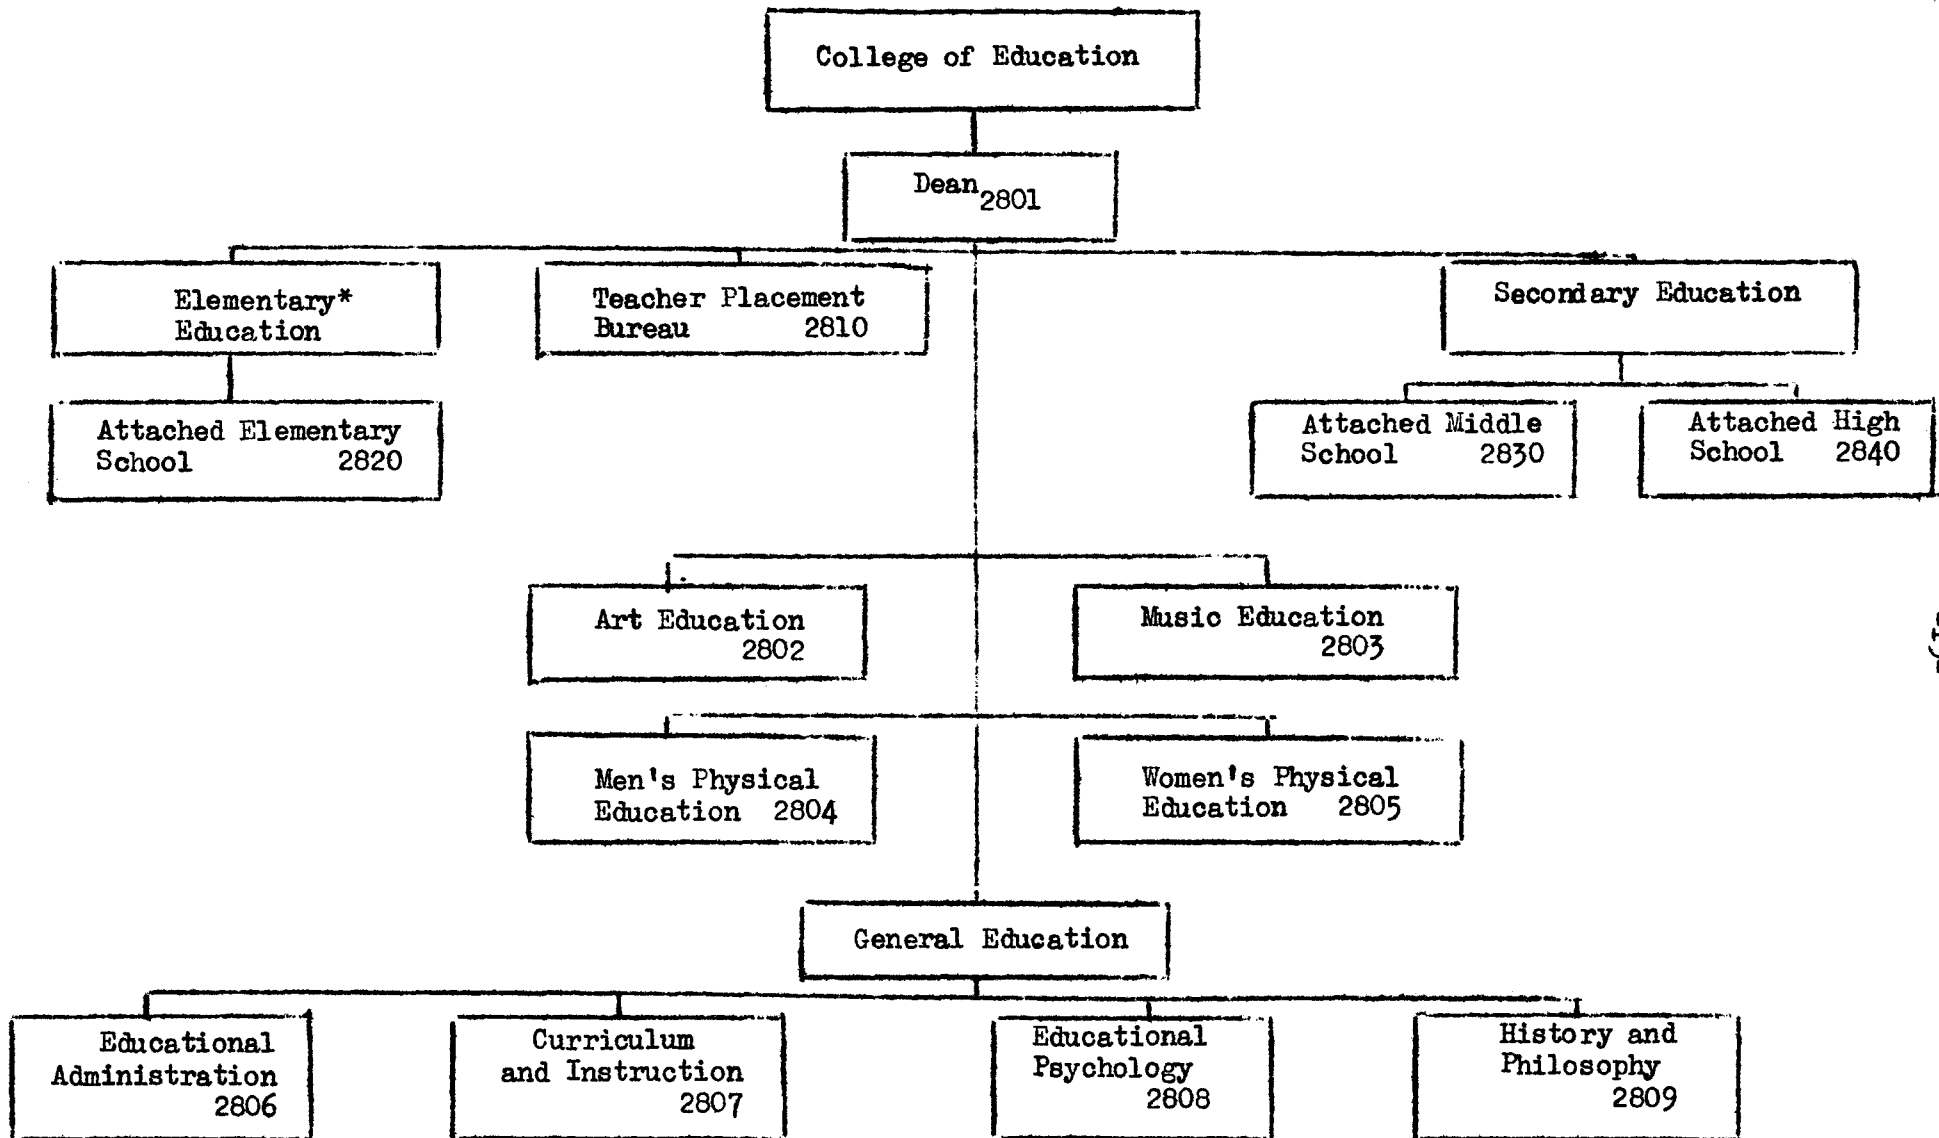 College of Education
Dean 2801
Elementary*
Education
Teacher Placement
Bureau 2810
Secondary Education
Attached Elementary
School 2820
Attached Middle
School 2830
Attached High
School 2840
Art Education
2802
Music Education
2803
Men's Physical
Education 2804
Women's Physical
Education 2805
General Education
Educational
Administration
2806
Curriculum
and Instruction
2807
Educational
Psychology
2808
History and
Philosophy
2809